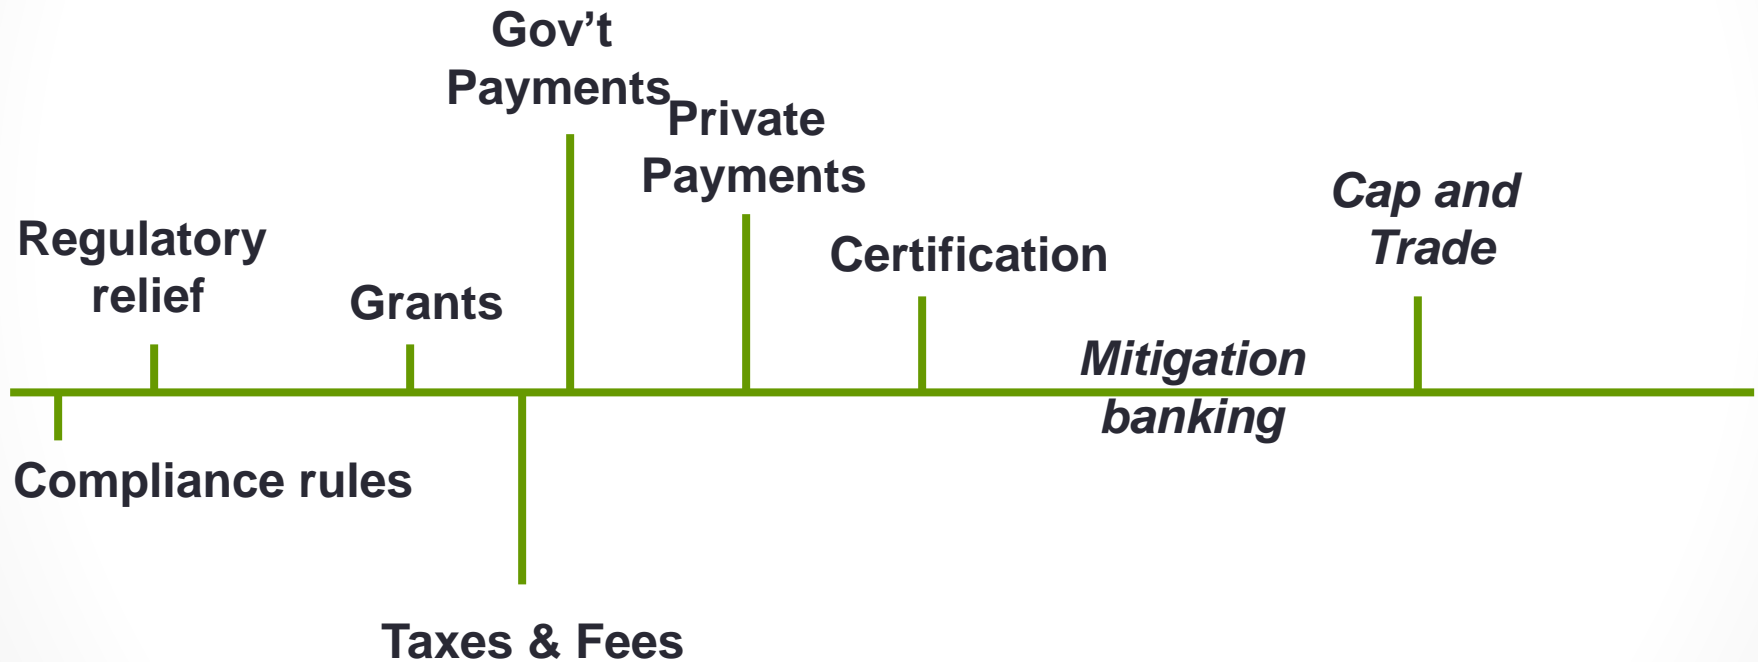 Gov’t
Payments
Private
Payments
Cap and
Trade
Regulatory
relief
Certification
Grants
Mitigation
banking
Compliance rules
Taxes & Fees